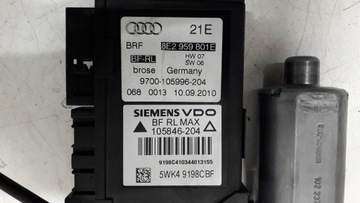 21E
BRF 8E2 959 801E
BF-RL HW 07
SW 06
brose Germany
9700-105996-204
068 0013 10.09.2010
SIEMENS VDO
BF RL MAX
105846-204
9198C410344013155
5WK4 9198CBF